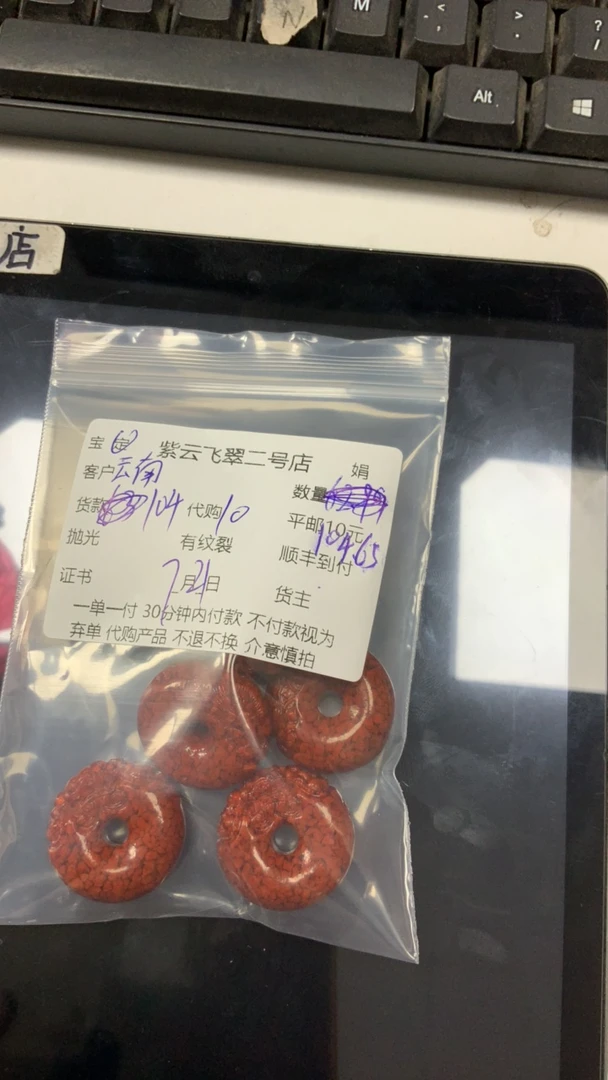 N
M
< ,
> .
? /
Alt
店
宝 紫云飞翠二号店 娟
客户云南 数量
货款 104 代购10 平邮10元
104.65
抛光 有纹裂 顺丰到付
证书 7月21日 货主
一单一付 30分钟内付款 不付款视为
弃单 代购产品 不退不换 介意慎拍